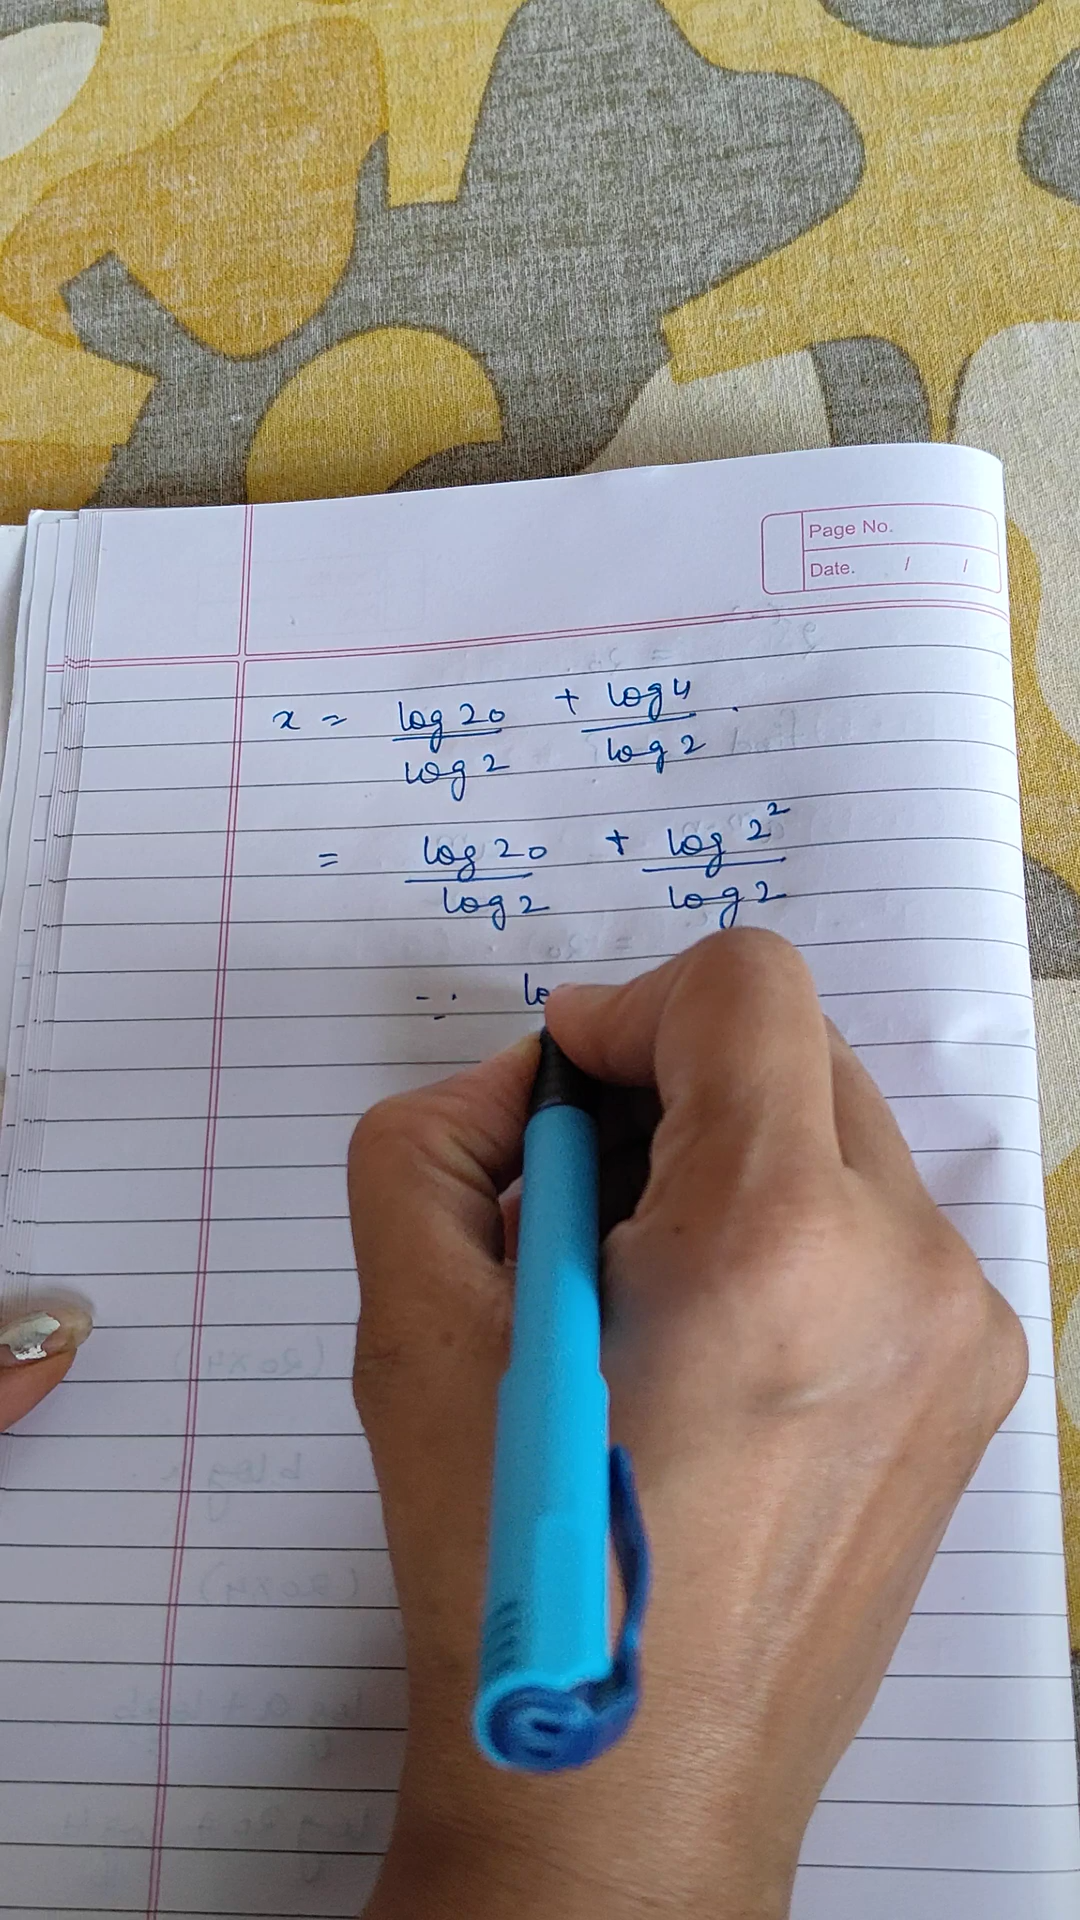 Page No.
Date. / /
x = log 20 / log 2 + log 4 / log 2 .
= log 20 / log 2 + log 2² / log 2
∵